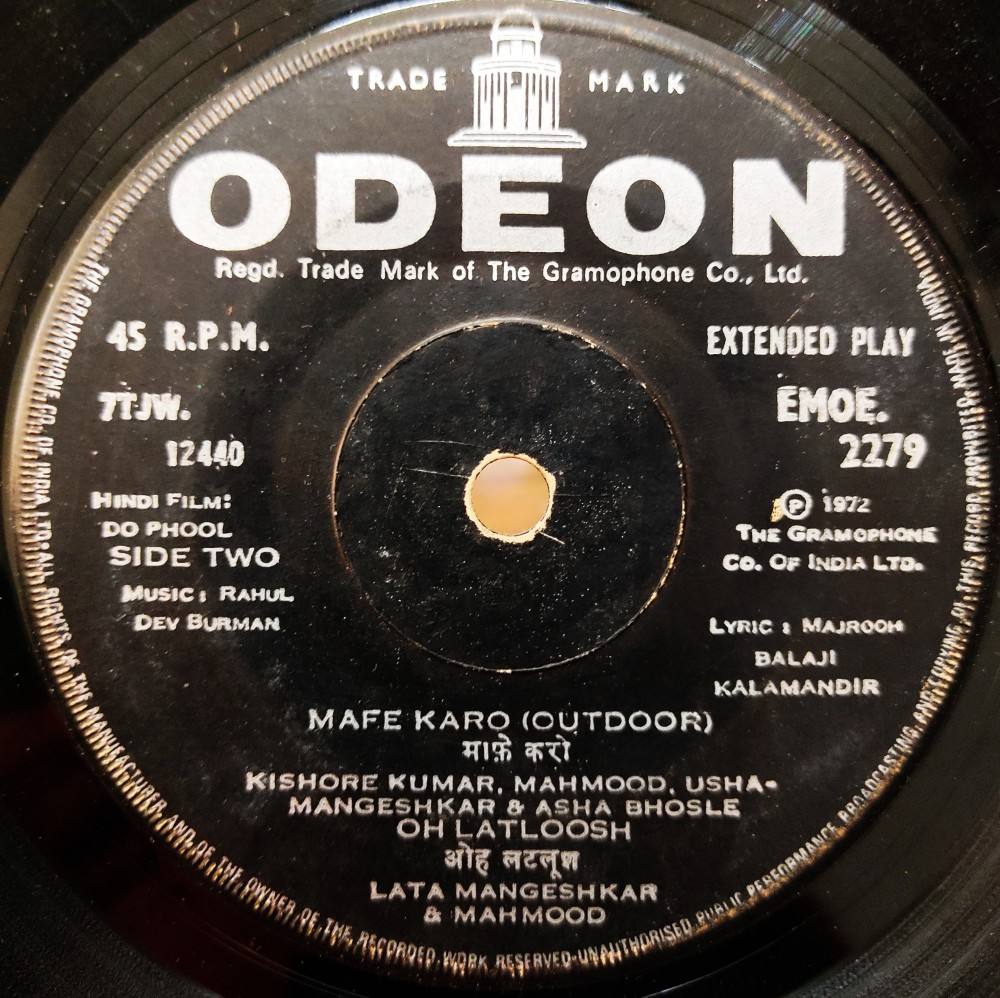 TRADE MARK
ODEON
Regd. Trade Mark of The Gramophone Co., Ltd.
45 R.P.M.
EXTENDED PLAY
7TJW.
12440
EMOE.
2279
HINDI FILM:
DO PHOOL
SIDE TWO
MUSIC: RAHUL
DEV BURMAN
Ⓟ 1972
THE GRAMOPHONE
CO. OF INDIA LTD.
LYRIC : MAJROOH
BALAJI
KALAMANDIR
MAFE KARO (OUTDOOR)
माफ़े करो
KISHORE KUMAR, MAHMOOD, USHA-
MANGESHKAR & ASHA BHOSLE
OH LATLOOSH
ओह लटलूश
LATA MANGESHKAR
& MAHMOOD
THE GRAMOPHONE CO. OF INDIA LTD. ALL RIGHTS OF THE MANUFACTURER AND OF THE OWNER OF THE RECORDED WORK RESERVED-UNAUTHORISED PUBLIC PERFORMANCE BROADCASTING AND COPYING OF THIS RECORD PROHIBITED. MADE IN INDIA